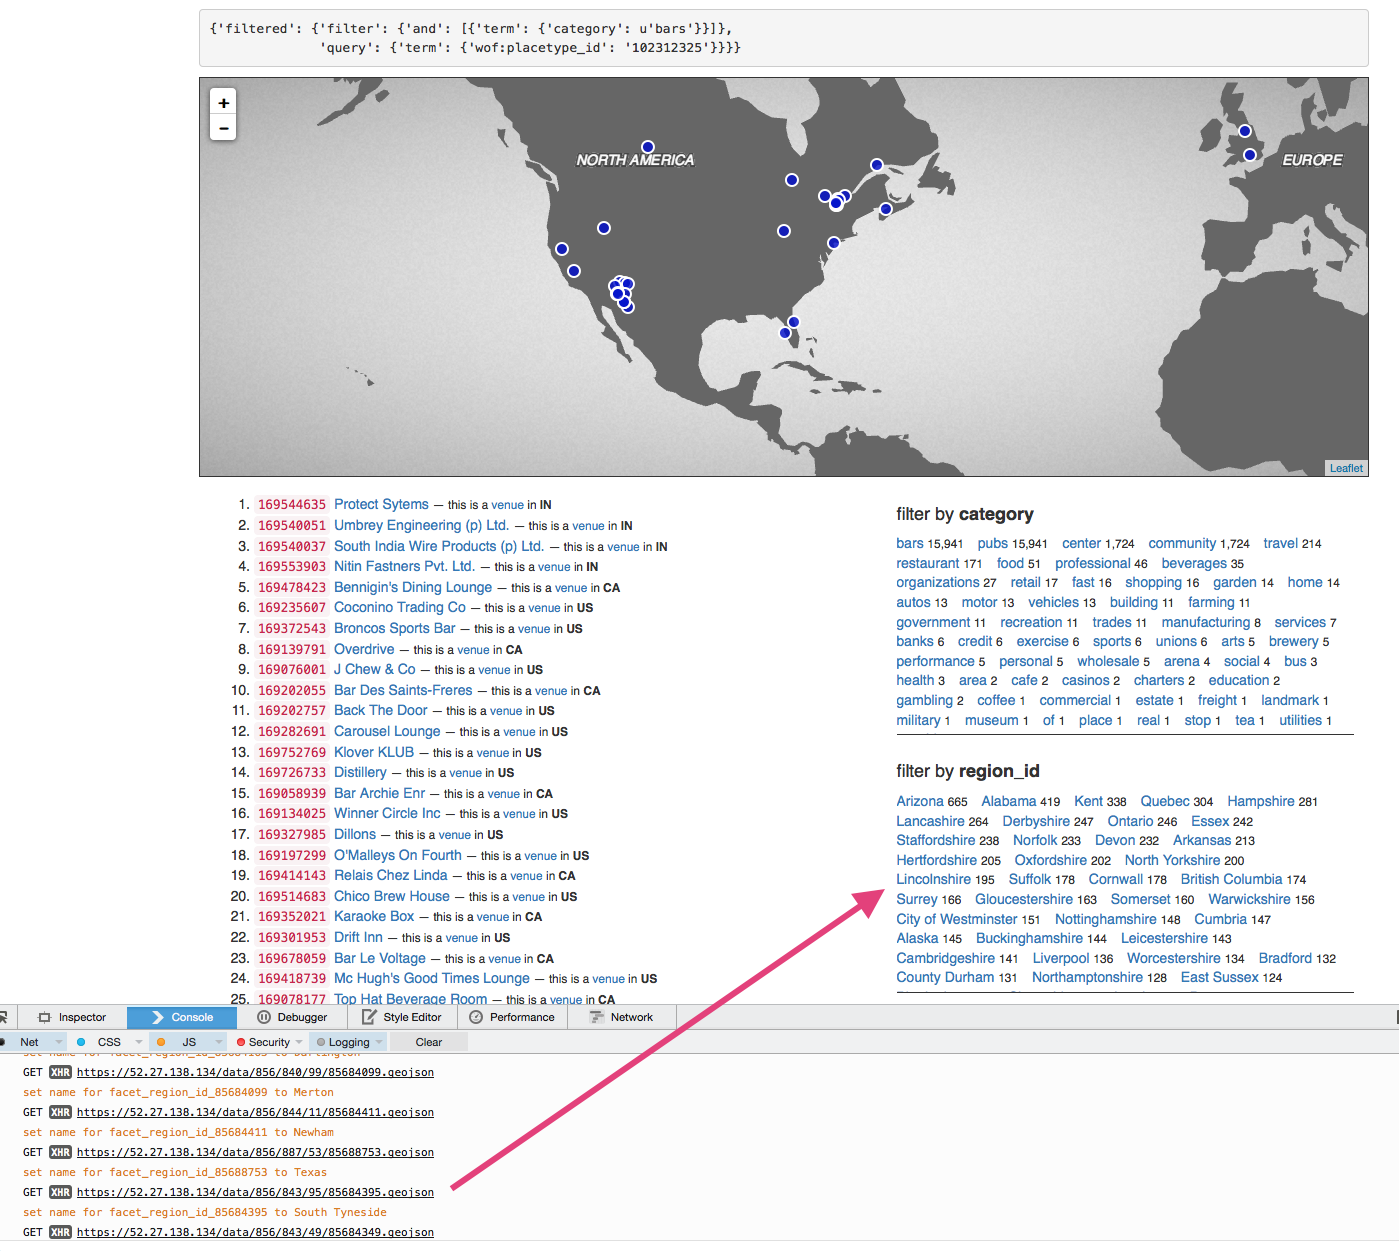 {'filtered': {'filter': {'and': [{'term': {'category': u'bars'}}]},
'query': {'term': {'wof:placetype_id': '102312325'}}}}
+
−
NORTH AMERICA
EUROPE
Leaflet
1. 169544635 Protect Sytems — this is a venue in IN
2. 169540051 Umbrey Engineering (p) Ltd. — this is a venue in IN
3. 169540037 South India Wire Products (p) Ltd. — this is a venue in IN
4. 169553903 Nitin Fastners Pvt. Ltd. — this is a venue in IN
5. 169478423 Bennigin's Dining Lounge — this is a venue in CA
6. 169235607 Coconino Trading Co — this is a venue in US
7. 169372543 Broncos Sports Bar — this is a venue in US
8. 169139791 Overdrive — this is a venue in CA
9. 169076001 J Chew & Co — this is a venue in US
10. 169202055 Bar Des Saints-Freres — this is a venue in CA
11. 169202757 Back The Door — this is a venue in US
12. 169282691 Carousel Lounge — this is a venue in US
13. 169752769 Klover KLUB — this is a venue in US
14. 169726733 Distillery — this is a venue in US
15. 169058939 Bar Archie Enr — this is a venue in CA
16. 169134025 Winner Circle Inc — this is a venue in US
17. 169327985 Dillons — this is a venue in US
18. 169197299 O'Malleys On Fourth — this is a venue in US
19. 169414143 Relais Chez Linda — this is a venue in CA
20. 169514683 Chico Brew House — this is a venue in US
21. 169352021 Karaoke Box — this is a venue in CA
22. 169301953 Drift Inn — this is a venue in US
23. 169678059 Bar Le Voltage — this is a venue in CA
24. 169418739 Mc Hugh's Good Times Lounge — this is a venue in US
25. 169078177 Top Hat Beverage Room — this is a venue in CA
filter by category
bars 15,941 pubs 15,941 center 1,724 community 1,724 travel 214
restaurant 171 food 51 professional 46 beverages 35
organizations 27 retail 17 fast 16 shopping 16 garden 14 home 14
autos 13 motor 13 vehicles 13 building 11 farming 11
government 11 recreation 11 trades 11 manufacturing 8 services 7
banks 6 credit 6 exercise 6 sports 6 unions 6 arts 5 brewery 5
performance 5 personal 5 wholesale 5 arena 4 social 4 bus 3
health 3 area 2 cafe 2 casinos 2 charters 2 education 2
gambling 2 coffee 1 commercial 1 estate 1 freight 1 landmark 1
military 1 museum 1 of 1 place 1 real 1 stop 1 tea 1 utilities 1
filter by region_id
Arizona 665 Alabama 419 Kent 338 Quebec 304 Hampshire 281
Lancashire 264 Derbyshire 247 Ontario 246 Essex 242
Staffordshire 238 Norfolk 233 Devon 232 Arkansas 213
Hertfordshire 205 Oxfordshire 202 North Yorkshire 200
Lincolnshire 195 Suffolk 178 Cornwall 178 British Columbia 174
Surrey 166 Gloucestershire 163 Somerset 160 Warwickshire 156
City of Westminster 151 Nottinghamshire 148 Cumbria 147
Alaska 145 Buckinghamshire 144 Leicestershire 143
Cambridgeshire 141 Liverpool 136 Worcestershire 134 Bradford 132
County Durham 131 Northamptonshire 128 East Sussex 124
Inspector Console Debugger Style Editor Performance Network
Net CSS JS Security Logging Clear
GET XHR https://52.27.138.134/data/856/840/99/85684099.geojson
set name for facet_region_id_85684099 to Merton
GET XHR https://52.27.138.134/data/856/844/11/85684411.geojson
set name for facet_region_id_85684411 to Newham
GET XHR https://52.27.138.134/data/856/887/53/85688753.geojson
set name for facet_region_id_85688753 to Texas
GET XHR https://52.27.138.134/data/856/843/95/85684395.geojson
set name for facet_region_id_85684395 to South Tyneside
GET XHR https://52.27.138.134/data/856/843/49/85684349.geojson